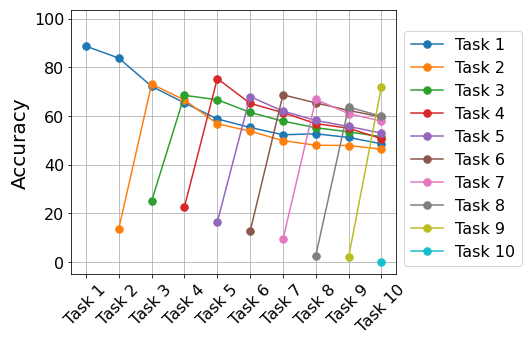 100
80
60
40
20
0
Accuracy
Task 1
Task 2
Task 3
Task 4
Task 5
Task 6
Task 7
Task 8
Task 9
Task 10
Task 1
Task 2
Task 3
Task 4
Task 5
Task 6
Task 7
Task 8
Task 9
Task 10